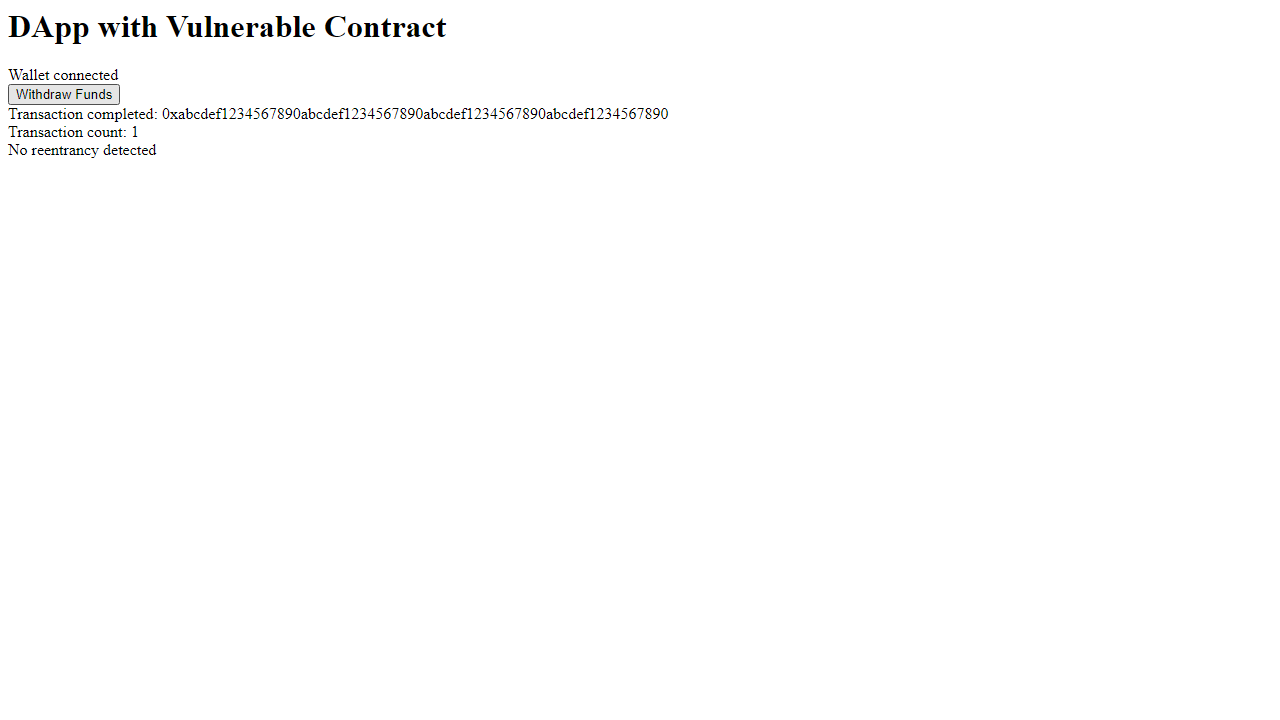 DApp with Vulnerable Contract
Wallet connected
Withdraw Funds
Transaction completed: 0xabcdef1234567890abcdef1234567890abcdef1234567890abcdef1234567890
Transaction count: 1
No reentrancy detected